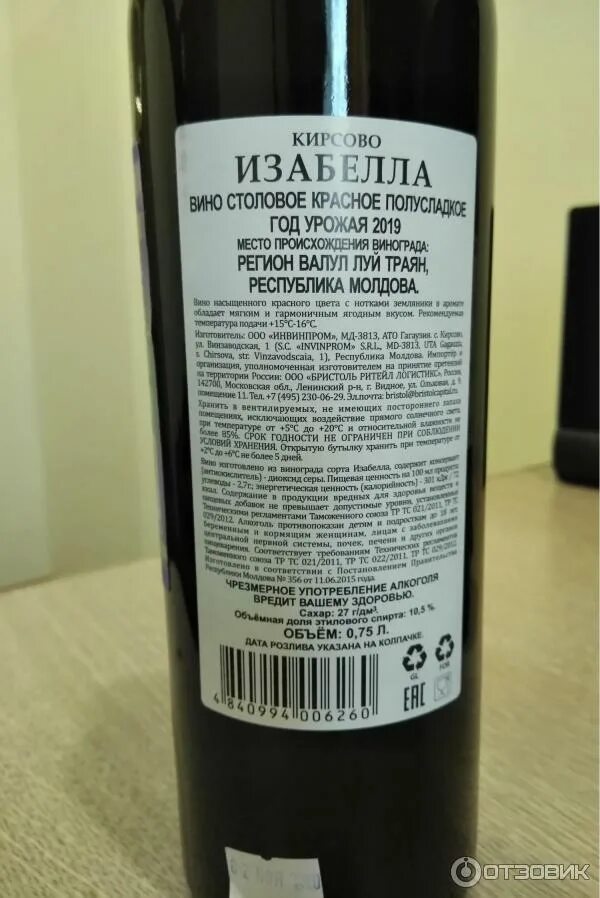 КИРСОВО
ИЗАБЕЛЛА
ВИНО СТОЛОВОЕ КРАСНОЕ ПОЛУСЛАДКОЕ
ГОД УРОЖАЯ 2019
МЕСТО ПРОИСХОЖДЕНИЯ ВИНОГРАДА:
РЕГИОН ВАЛУЛ ЛУЙ ТРАЯН,
РЕСПУБЛИКА МОЛДОВА.
Вино насыщенного красного цвета с нотками земляники в аромате
обладает мягким и гармоничным ягодным вкусом. Рекомендуемая
температура подачи +15°С-16°С.
Изготовитель: ООО «ИНВИНПРОМ», МД-3813, АТО Гагаузия, с. Кирсово,
ул. Винзаводская, 1 (S.C. «INVINPROM» S.R.L., MD-3813, UTA Gagauzia,
s. Chirsova, str. Vinzavodscaia, 1), Республика Молдова. Импортёр и
организация, уполномоченная изготовителем на принятие претензий
на территории России: ООО «БРИСТОЛЬ РИТЕЙЛ ЛОГИСТИКС», Россия,
142700, Московская обл., Ленинский р-н, г. Видное, ул. Ольховая, д. 9,
помещение 11. Тел. +7 (495) 230-06-29. Эл.почта: bristol@bristolcapital.ru
Хранить в вентилируемых, не имеющих постороннего запаха
помещениях, исключающих воздействие прямого солнечного света,
при температуре от +5°С до +20°С и относительной влажности не
более 85%. СРОК ГОДНОСТИ НЕ ОГРАНИЧЕН ПРИ СОБЛЮДЕНИИ
УСЛОВИЙ ХРАНЕНИЯ. Открытую бутылку хранить при температуре от
+2°С до +6°С не более 5 дней.
Вино изготовлено из винограда сорта Изабелла, содержит консервант
(антиокислитель) - диоксид серы. Пищевая ценность на 100 мл продукта:
углеводы - 2,7г; энергетическая ценность (калорийность) - 301 кДж / 72
ккал. Содержание в продукции вредных для здоровья веществ и
пищевых добавок не превышает допустимые уровни, установленные
Техническими регламентами Таможенного союза ТР ТС 021/2011, ТР ТС
029/2012. Алкоголь противопоказан детям и подросткам до 18 лет,
беременным и кормящим женщинам, лицам с заболеваниями
центральной нервной системы, почек, печени и других органов
пищеварения. Соответствует требованиям Технических регламентов
Таможенного союза ТР ТС 021/2011, ТР ТС 022/2011, ТР ТС 029/2012.
Изготовлено в соответствии с Постановлением Правительства
Республики Молдова № 356 от 11.06.2015 года.
ЧРЕЗМЕРНОЕ УПОТРЕБЛЕНИЕ АЛКОГОЛЯ
ВРЕДИТ ВАШЕМУ ЗДОРОВЬЮ.
Сахар: 27 г/дм³.
Объёмная доля этилового спирта: 10,5 %
ОБЪЁМ: 0,75 Л.
ДАТА РОЗЛИВА УКАЗАНА НА КОЛПАЧКЕ.
GL
FOR
EAC
4 840994 006260
ОТЗОВИК